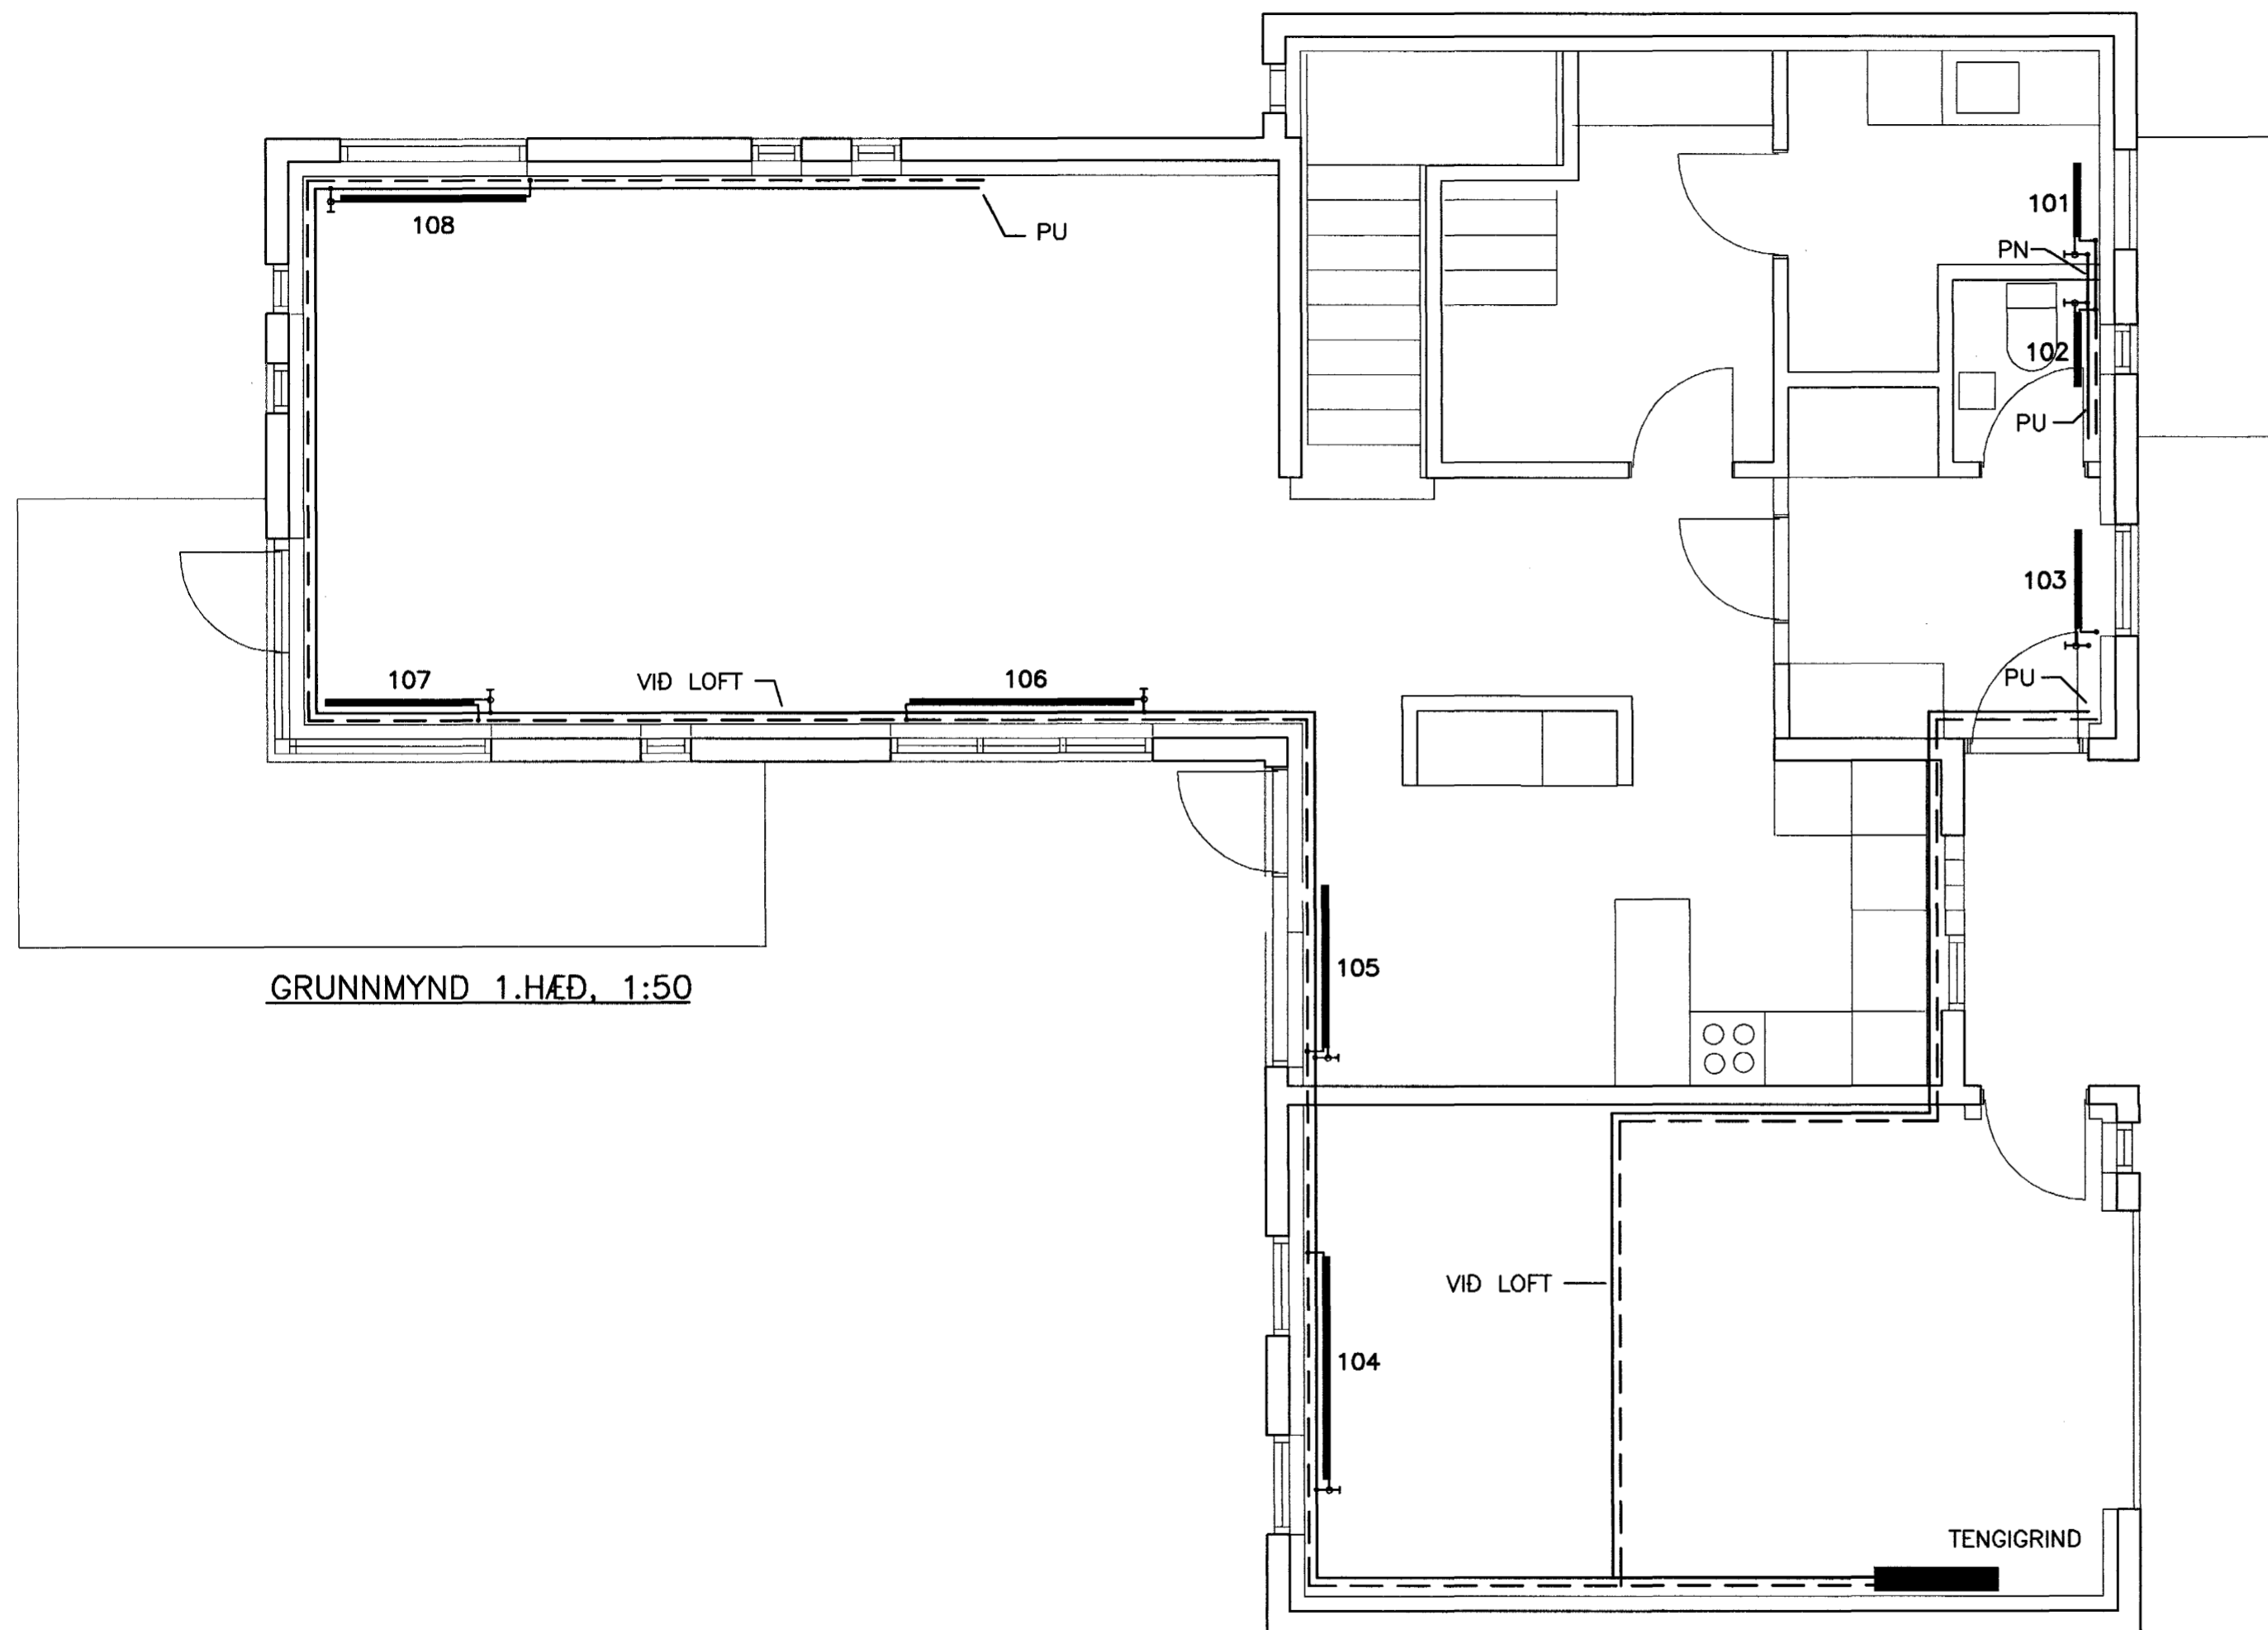 101
108
PU
PN
102
PU
103
107
VIÐ LOFT
106
PU
105
GRUNNMYND 1.HÆÐ, 1:50
VIÐ LOFT
104
TENGIGRIND